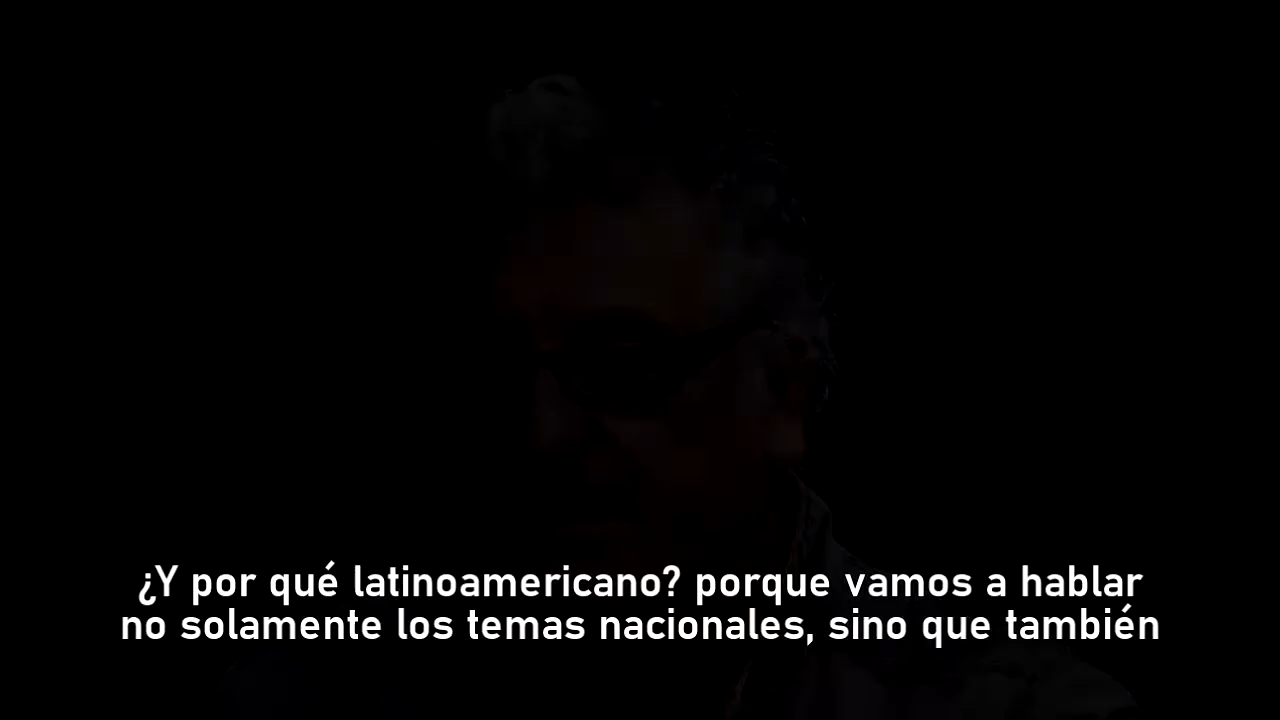 ¿Y por qué latinoamericano? porque vamos a hablar
no solamente los temas nacionales, sino que también